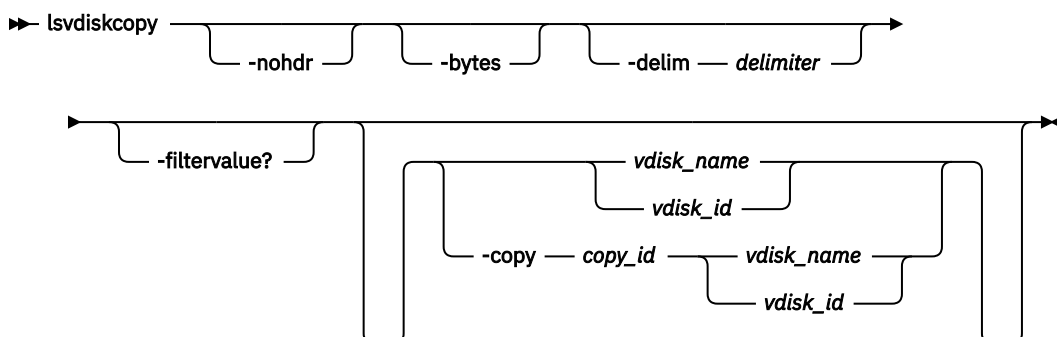 lsvdiskcopy
-nohdr -bytes -delim delimiter
-filtervalue? vdisk_name
vdisk_id
-copy copy_id vdisk_name
vdisk_id